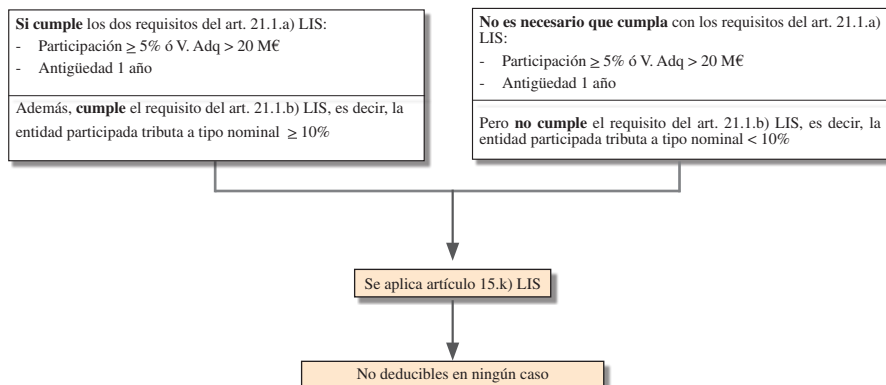 Si cumple los dos requisitos del art. 21.1.a) LIS:
- Participación ≥ 5% ó V. Adq > 20 M€
- Antigüedad 1 año
Además, cumple el requisito del art. 21.1.b) LIS, es decir, la
entidad participada tributa a tipo nominal ≥ 10%
No es necesario que cumpla con los requisitos del art. 21.1.a)
LIS:
- Participación ≥ 5% ó V. Adq > 20 M€
- Antigüedad 1 año
Pero no cumple el requisito del art. 21.1.b) LIS, es decir, la
entidad participada tributa a tipo nominal < 10%
Se aplica artículo 15.k) LIS
No deducibles en ningún caso